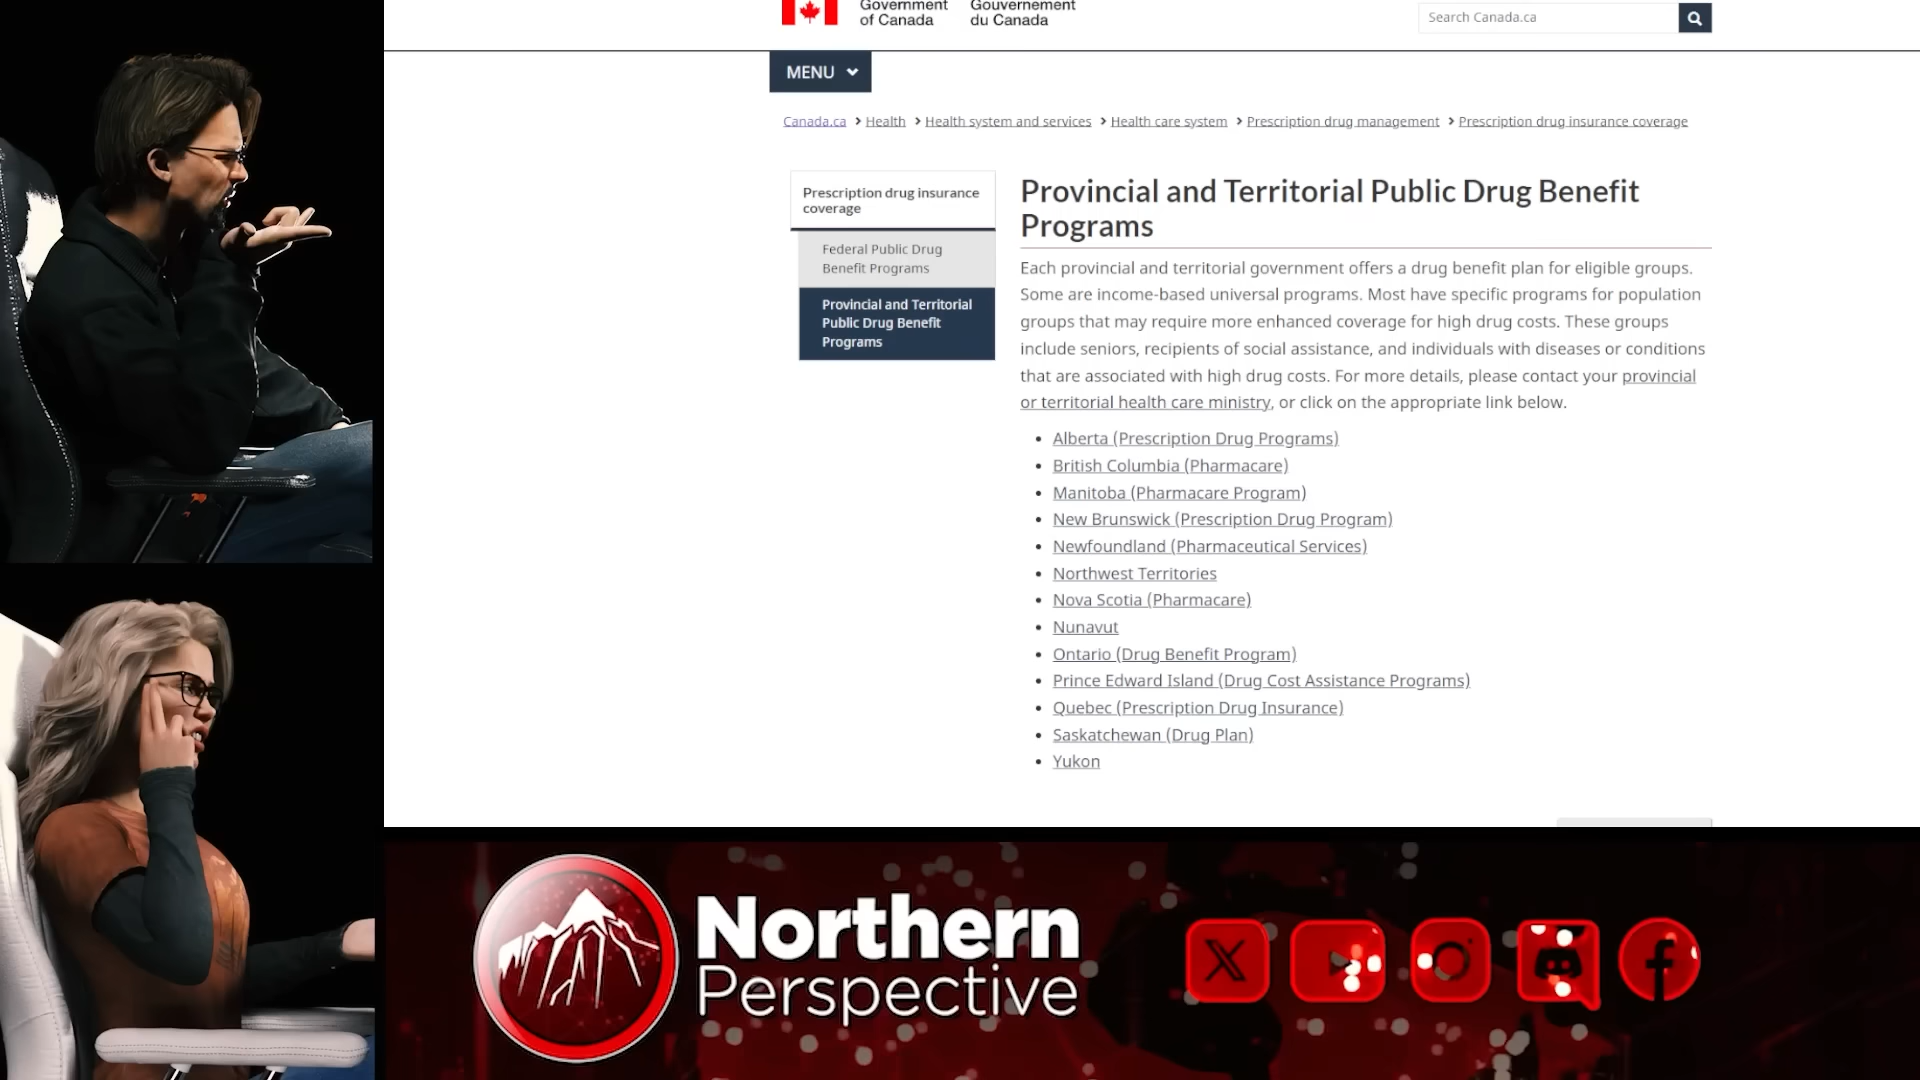 Government
of Canada
Gouvernement
du Canada
Search Canada.ca
MENU
Canada.ca > Health > Health system and services > Health care system > Prescription drug management > Prescription drug insurance coverage
Prescription drug insurance
coverage
Federal Public Drug
Benefit Programs
Provincial and Territorial
Public Drug Benefit
Programs
Provincial and Territorial Public Drug Benefit
Programs
Each provincial and territorial government offers a drug benefit plan for eligible groups.
Some are income-based universal programs. Most have specific programs for population
groups that may require more enhanced coverage for high drug costs. These groups
include seniors, recipients of social assistance, and individuals with diseases or conditions
that are associated with high drug costs. For more details, please contact your provincial
or territorial health care ministry, or click on the appropriate link below.
• Alberta (Prescription Drug Programs)
• British Columbia (Pharmacare)
• Manitoba (Pharmacare Program)
• New Brunswick (Prescription Drug Program)
• Newfoundland (Pharmaceutical Services)
• Northwest Territories
• Nova Scotia (Pharmacare)
• Nunavut
• Ontario (Drug Benefit Program)
• Prince Edward Island (Drug Cost Assistance Programs)
• Quebec (Prescription Drug Insurance)
• Saskatchewan (Drug Plan)
• Yukon
Northern
Perspective